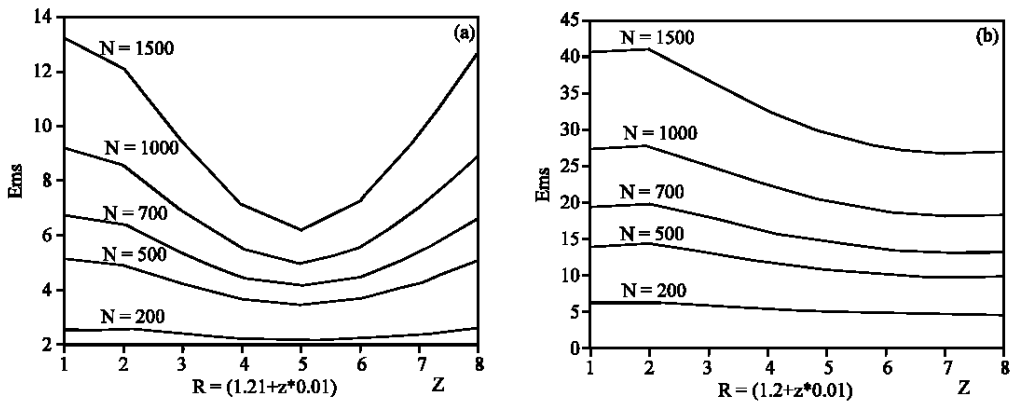 (a)
14
12
10
8
6
4
2
Ems
N = 1500
N = 1000
N = 700
N = 500
N = 200
1 2 3 4 5 6 7 8
R = (1.21+z*0.01) Z
(b)
45
40
35
30
25
20
15
10
5
0
Ems
N = 1500
N = 1000
N = 700
N = 500
N = 200
1 2 3 4 5 6 7 8
R = (1.2+z*0.01) Z